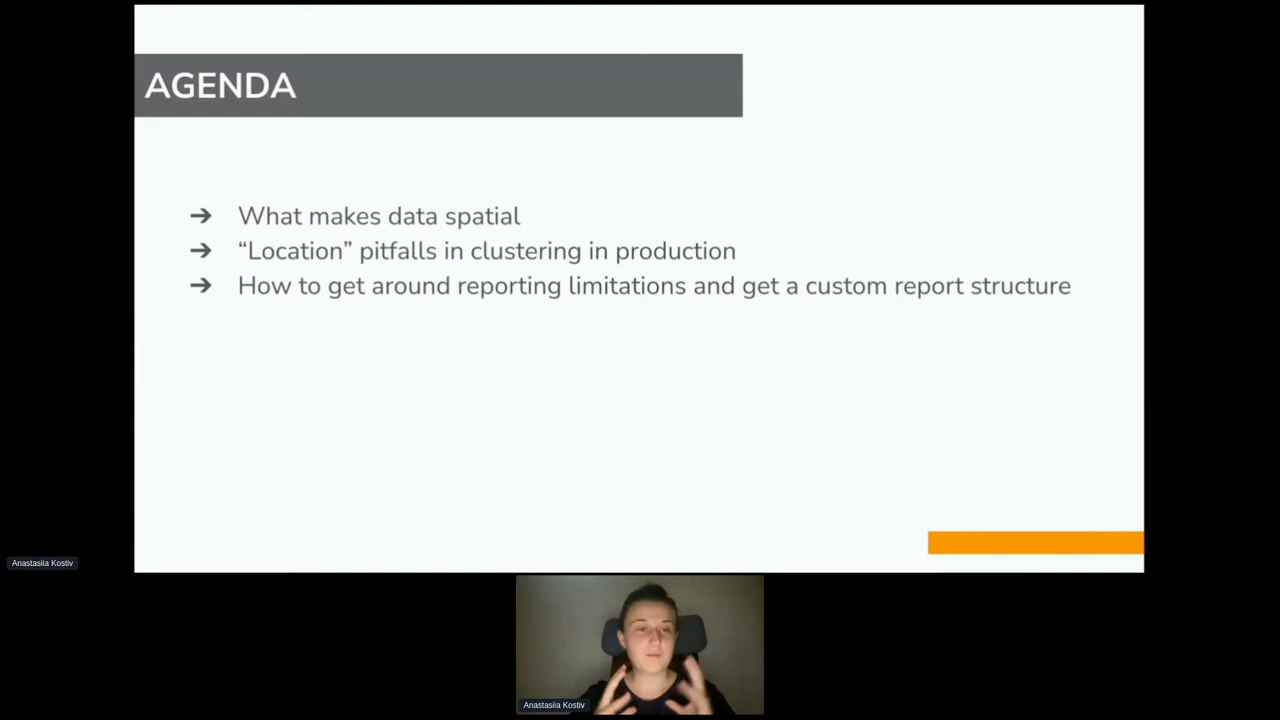 AGENDA
➔ What makes data spatial
➔ “Location” pitfalls in clustering in production
➔ How to get around reporting limitations and get a custom report structure
Anastasiia Kostiv
Anastasiia Kostiv